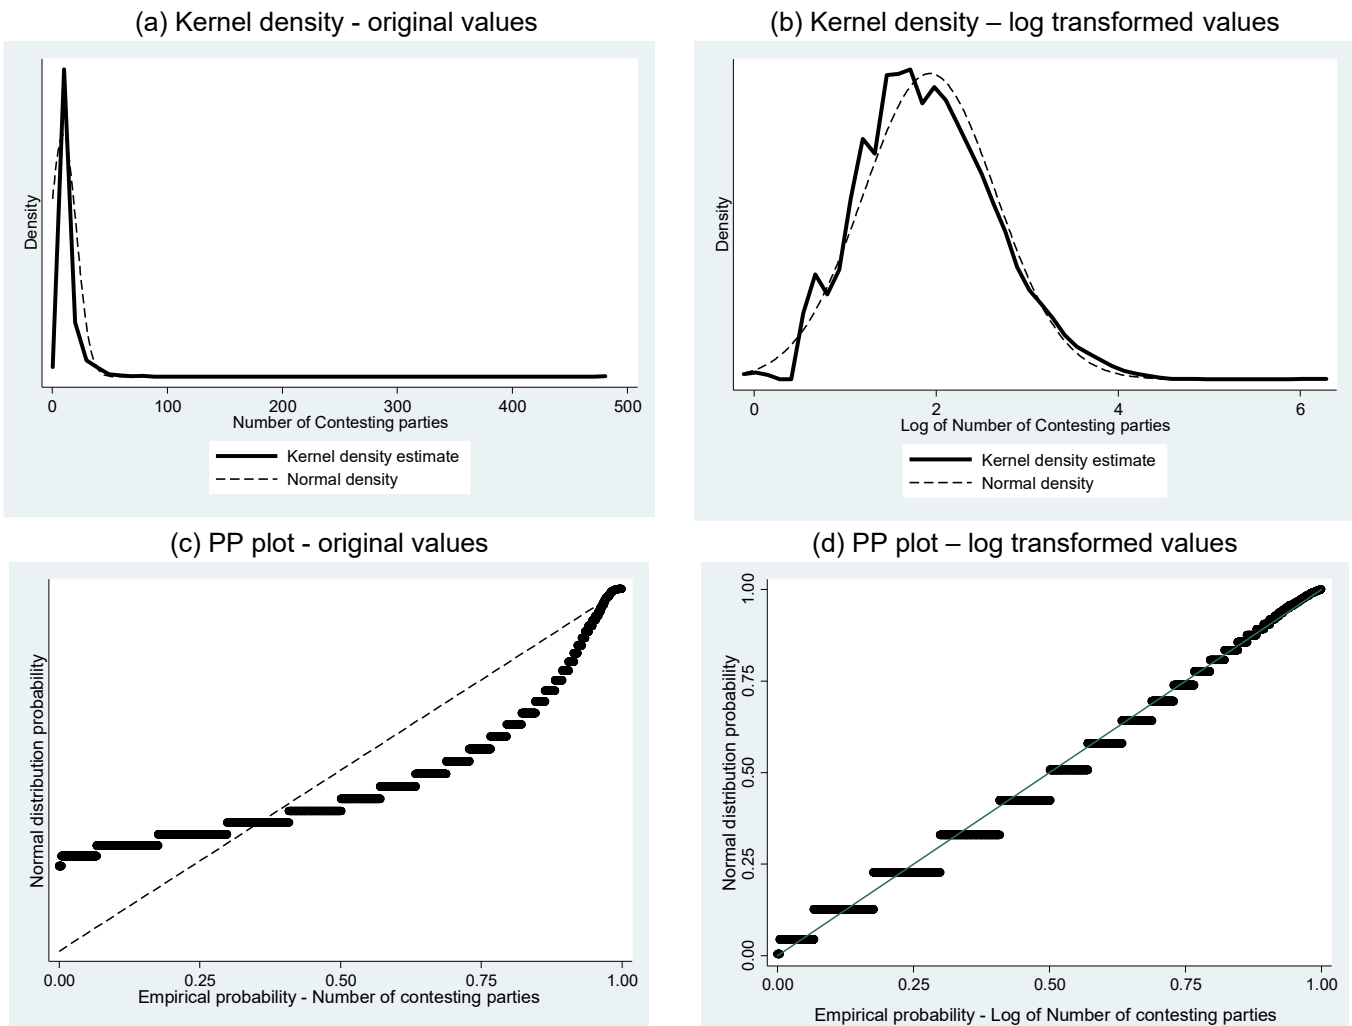 (a) Kernel density - original values
Density
0 100 200 300 400 500
Number of Contesting parties
Kernel density estimate
Normal density
(b) Kernel density – log transformed values
Density
0 2 4 6
Log of Number of Contesting parties
Kernel density estimate
Normal density
(c) PP plot - original values
Normal distribution probability
0.00 0.25 0.50 0.75 1.00
Empirical probability - Number of contesting parties
(d) PP plot – log transformed values
Normal distribution probability
0.00 0.25 0.50 0.75 1.00
0.00 0.25 0.50 0.75 1.00
Empirical probability - Log of Number of contesting parties